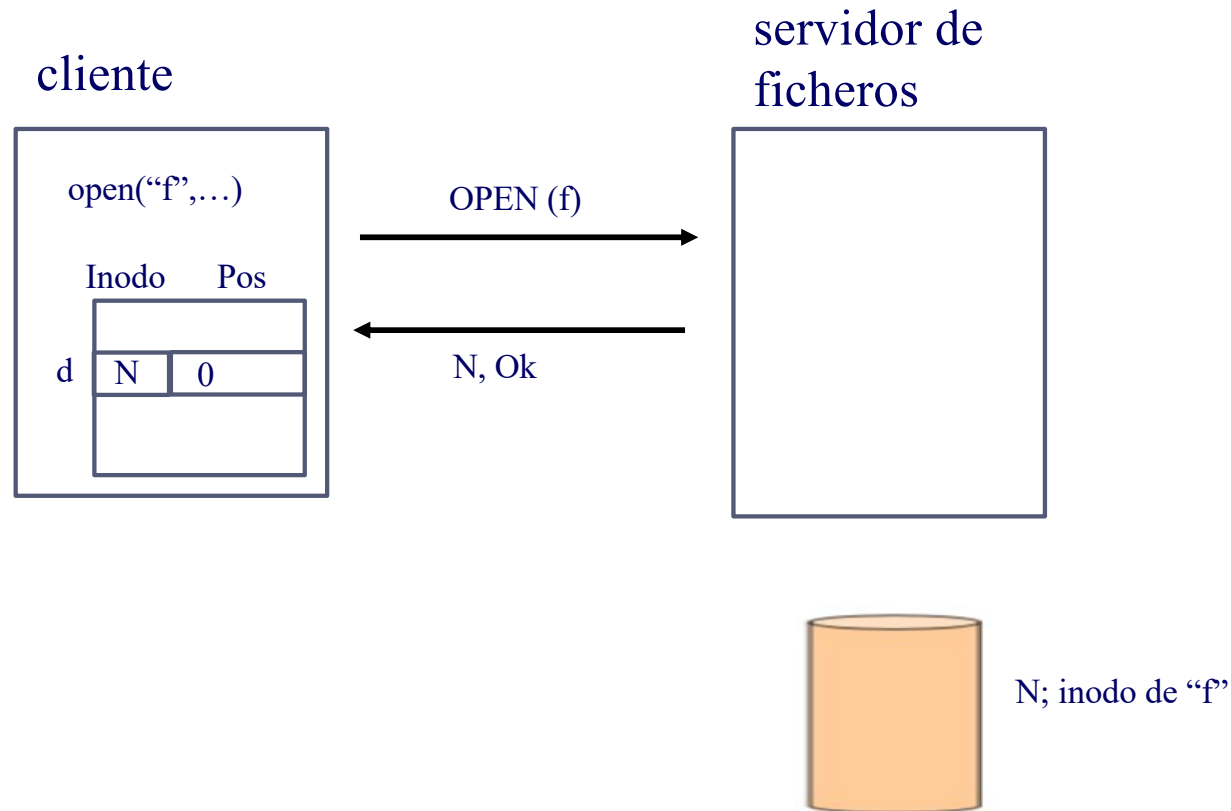 cliente
servidor de
ficheros
open(“f”,…)
OPEN (f)
Inodo Pos
d N 0
N, Ok
N; inodo de “f”